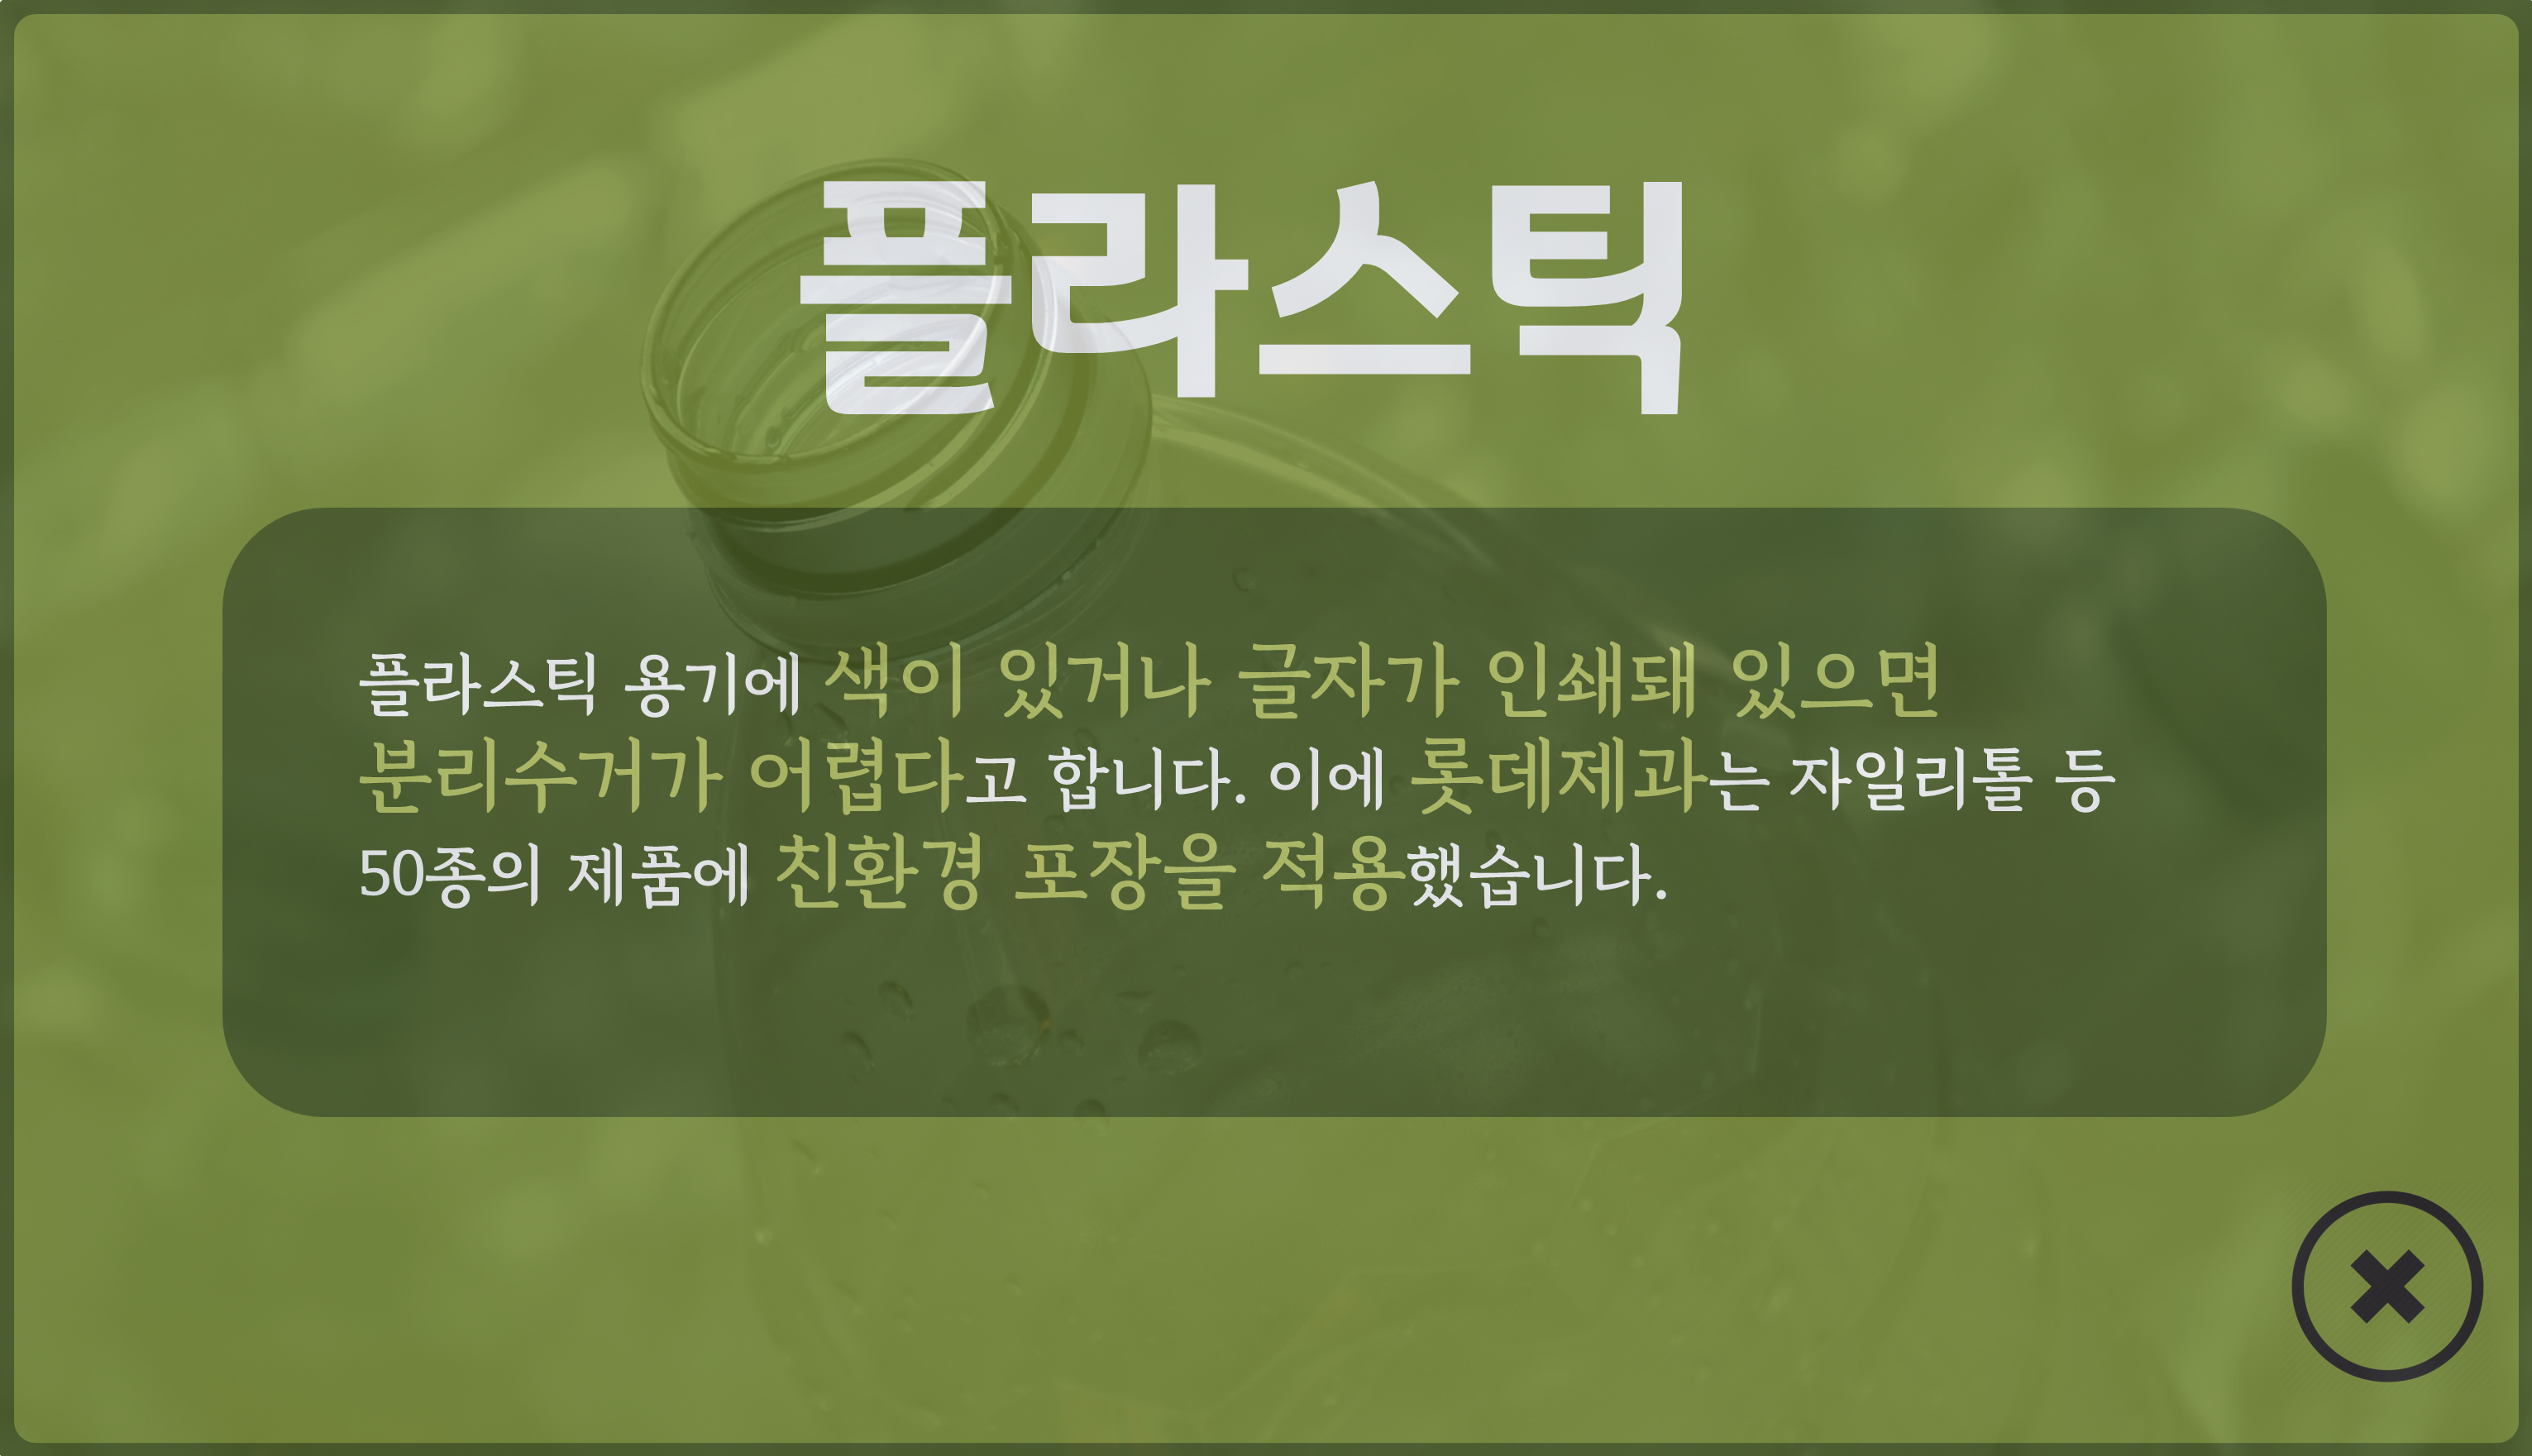 플라스틱
플라스틱 용기에 색이 있거나 글자가 인쇄돼 있으면
분리수거가 어렵다고 합니다. 이에 롯데제과는 자일리톨 등
50종의 제품에 친환경 포장을 적용했습니다.